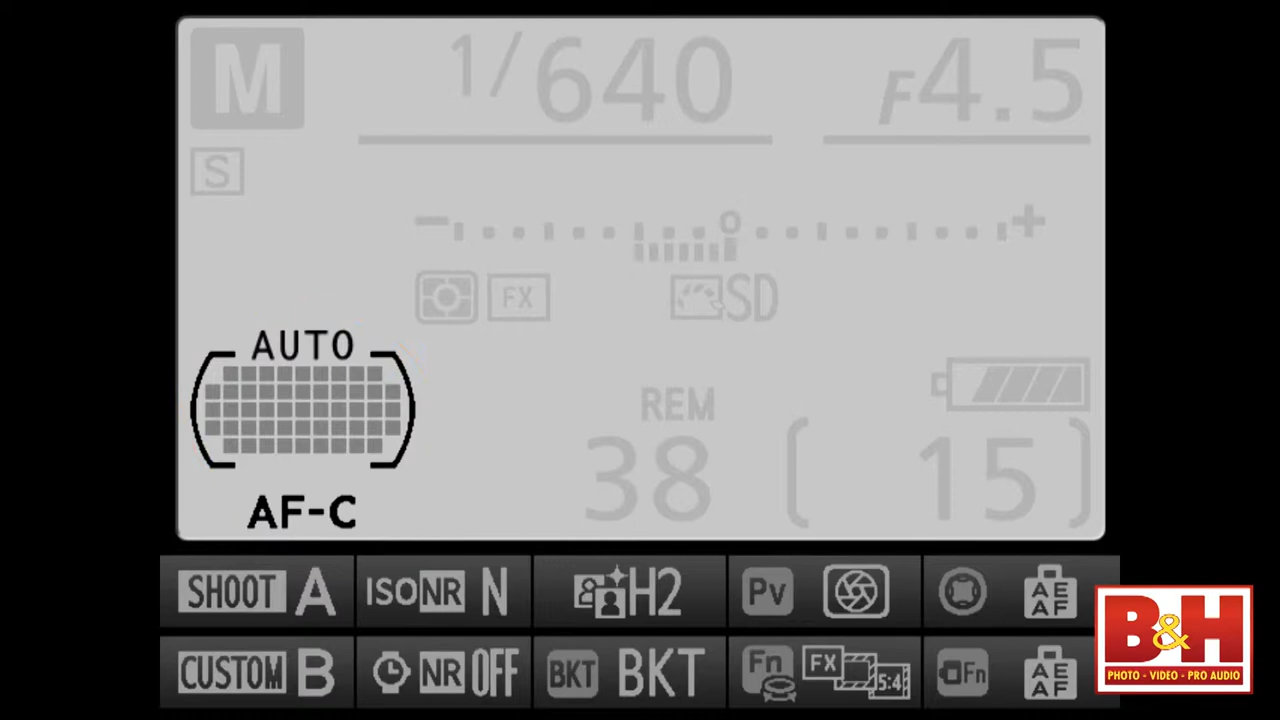 M 1/640 F4.5
S
− 0 +
FX SD
AUTO
REM
38 [ 15 ]
AF-C
SHOOT A ISO NR N H2 Pv AE AF
CUSTOM B NR OFF BKT BKT Fn FX 5:4 Fn AE AF
B&H
PHOTO - VIDEO - PRO AUDIO